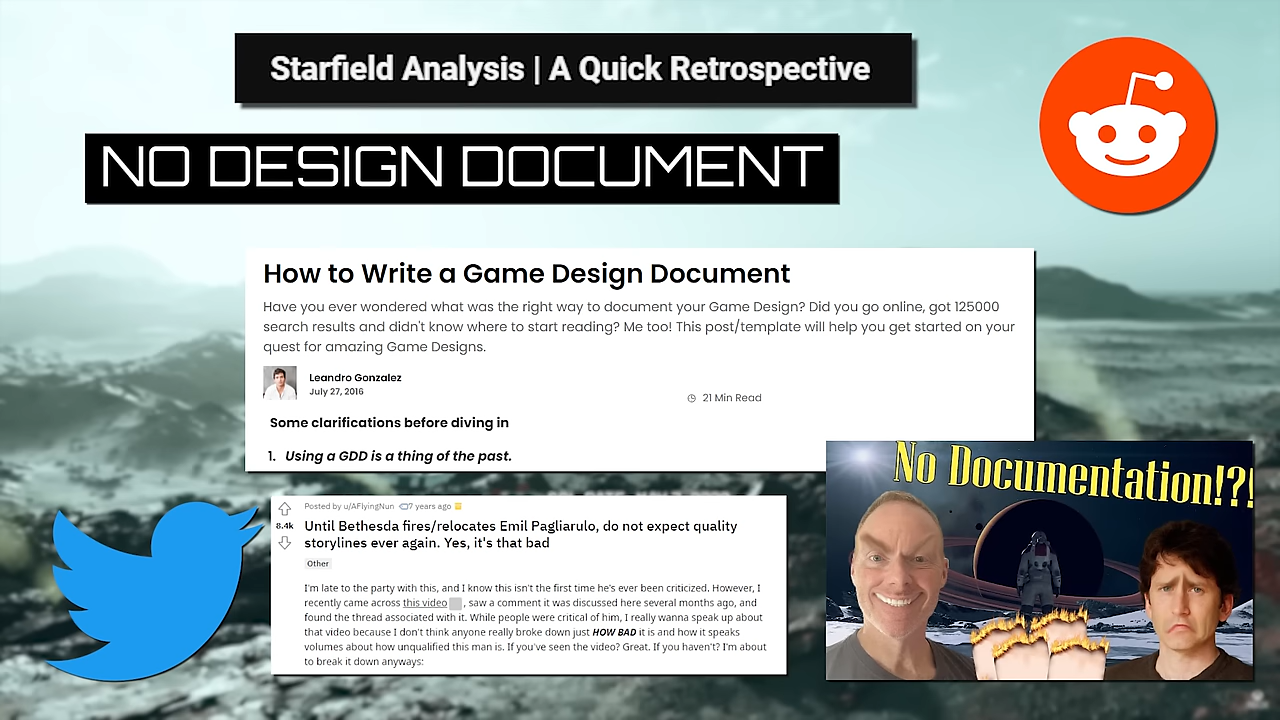 Starfield Analysis | A Quick Retrospective
NO DESIGN DOCUMENT
How to Write a Game Design Document
Have you ever wondered what was the right way to document your Game Design? Did you go online, got 125000
search results and didn't know where to start reading? Me too! This post/template will help you get started on your
quest for amazing Game Designs.
Leandro Gonzalez
July 27, 2016
21 Min Read
Some clarifications before diving in
1. Using a GDD is a thing of the past.
No Documentation!?!
Posted by u/AFlyingNun 7 years ago
8.4k
Until Bethesda fires/relocates Emil Pagliarulo, do not expect quality
storylines ever again. Yes, it's that bad
Other
I'm late to the party with this, and I know this isn't the first time he's ever been criticized. However, I
recently came across this video , saw a comment it was discussed here several months ago, and
found the thread associated with it. While people were critical of him, I really wanna speak up about
that video because I don't think anyone really broke down just HOW BAD it is and how it speaks
volumes about how unqualified this man is. If you've seen the video? Great. If you haven't? I'm about
to break it down anyways: